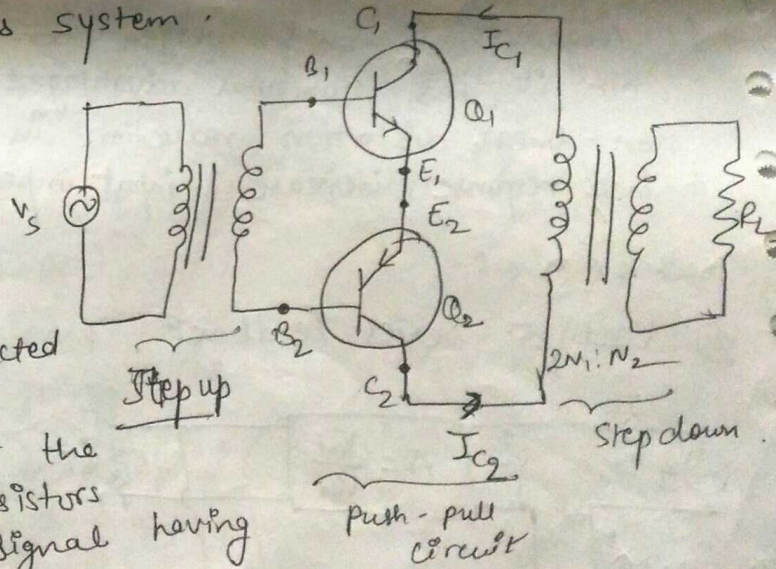 s system.
C1
IC1
B1
Q1
E1
E2
Vs
RL
Q2
B2
cted
Step up
C2
2N1:N2
Step down.
IC2
the
sistors
signal having
push-pull
circuit